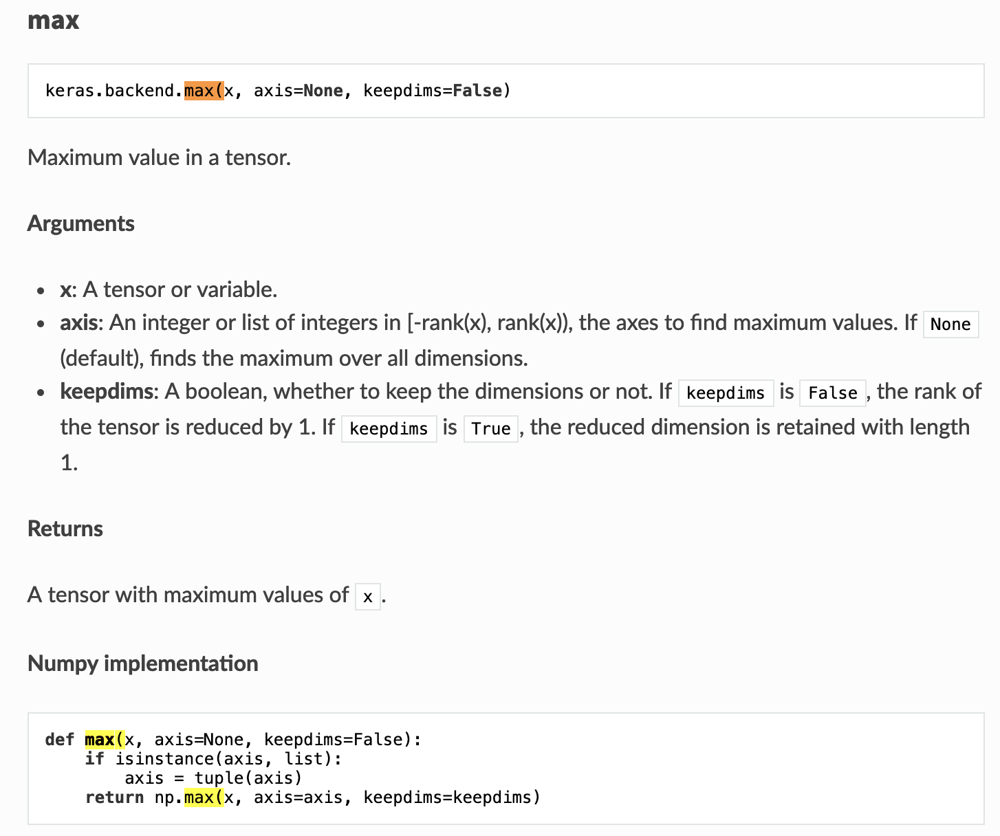 max
keras.backend.max(x, axis=None, keepdims=False)
Maximum value in a tensor.
Arguments
• x: A tensor or variable.
• axis: An integer or list of integers in [-rank(x), rank(x)), the axes to find maximum values. If None
(default), finds the maximum over all dimensions.
• keepdims: A boolean, whether to keep the dimensions or not. If keepdims is False, the rank of
the tensor is reduced by 1. If keepdims is True, the reduced dimension is retained with length
1.
Returns
A tensor with maximum values of x.
Numpy implementation
def max(x, axis=None, keepdims=False):
    if isinstance(axis, list):
        axis = tuple(axis)
    return np.max(x, axis=axis, keepdims=keepdims)